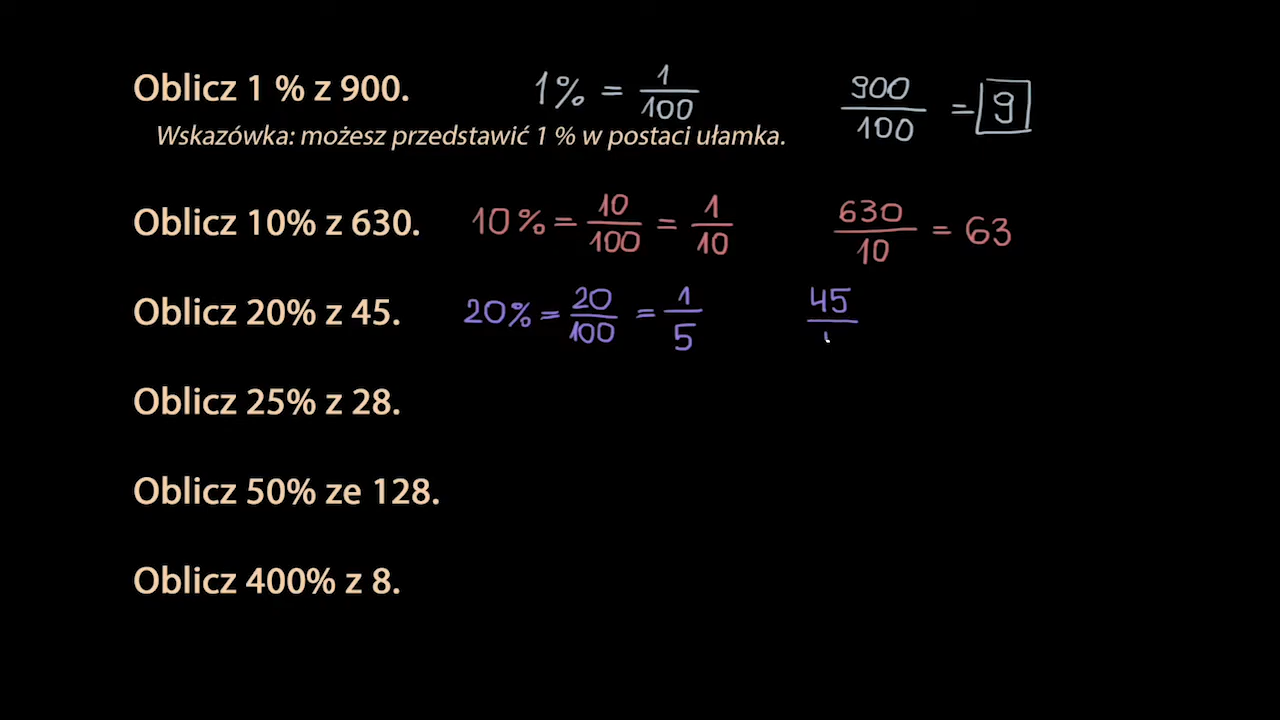 Oblicz 1 % z 900. 1% = 1/100 900/100 = 9
Wskazówka: możesz przedstawić 1 % w postaci ułamka.
Oblicz 10% z 630. 10% = 10/100 = 1/10 630/10 = 63
Oblicz 20% z 45. 20% = 20/100 = 1/5 45/
Oblicz 25% z 28.
Oblicz 50% ze 128.
Oblicz 400% z 8.